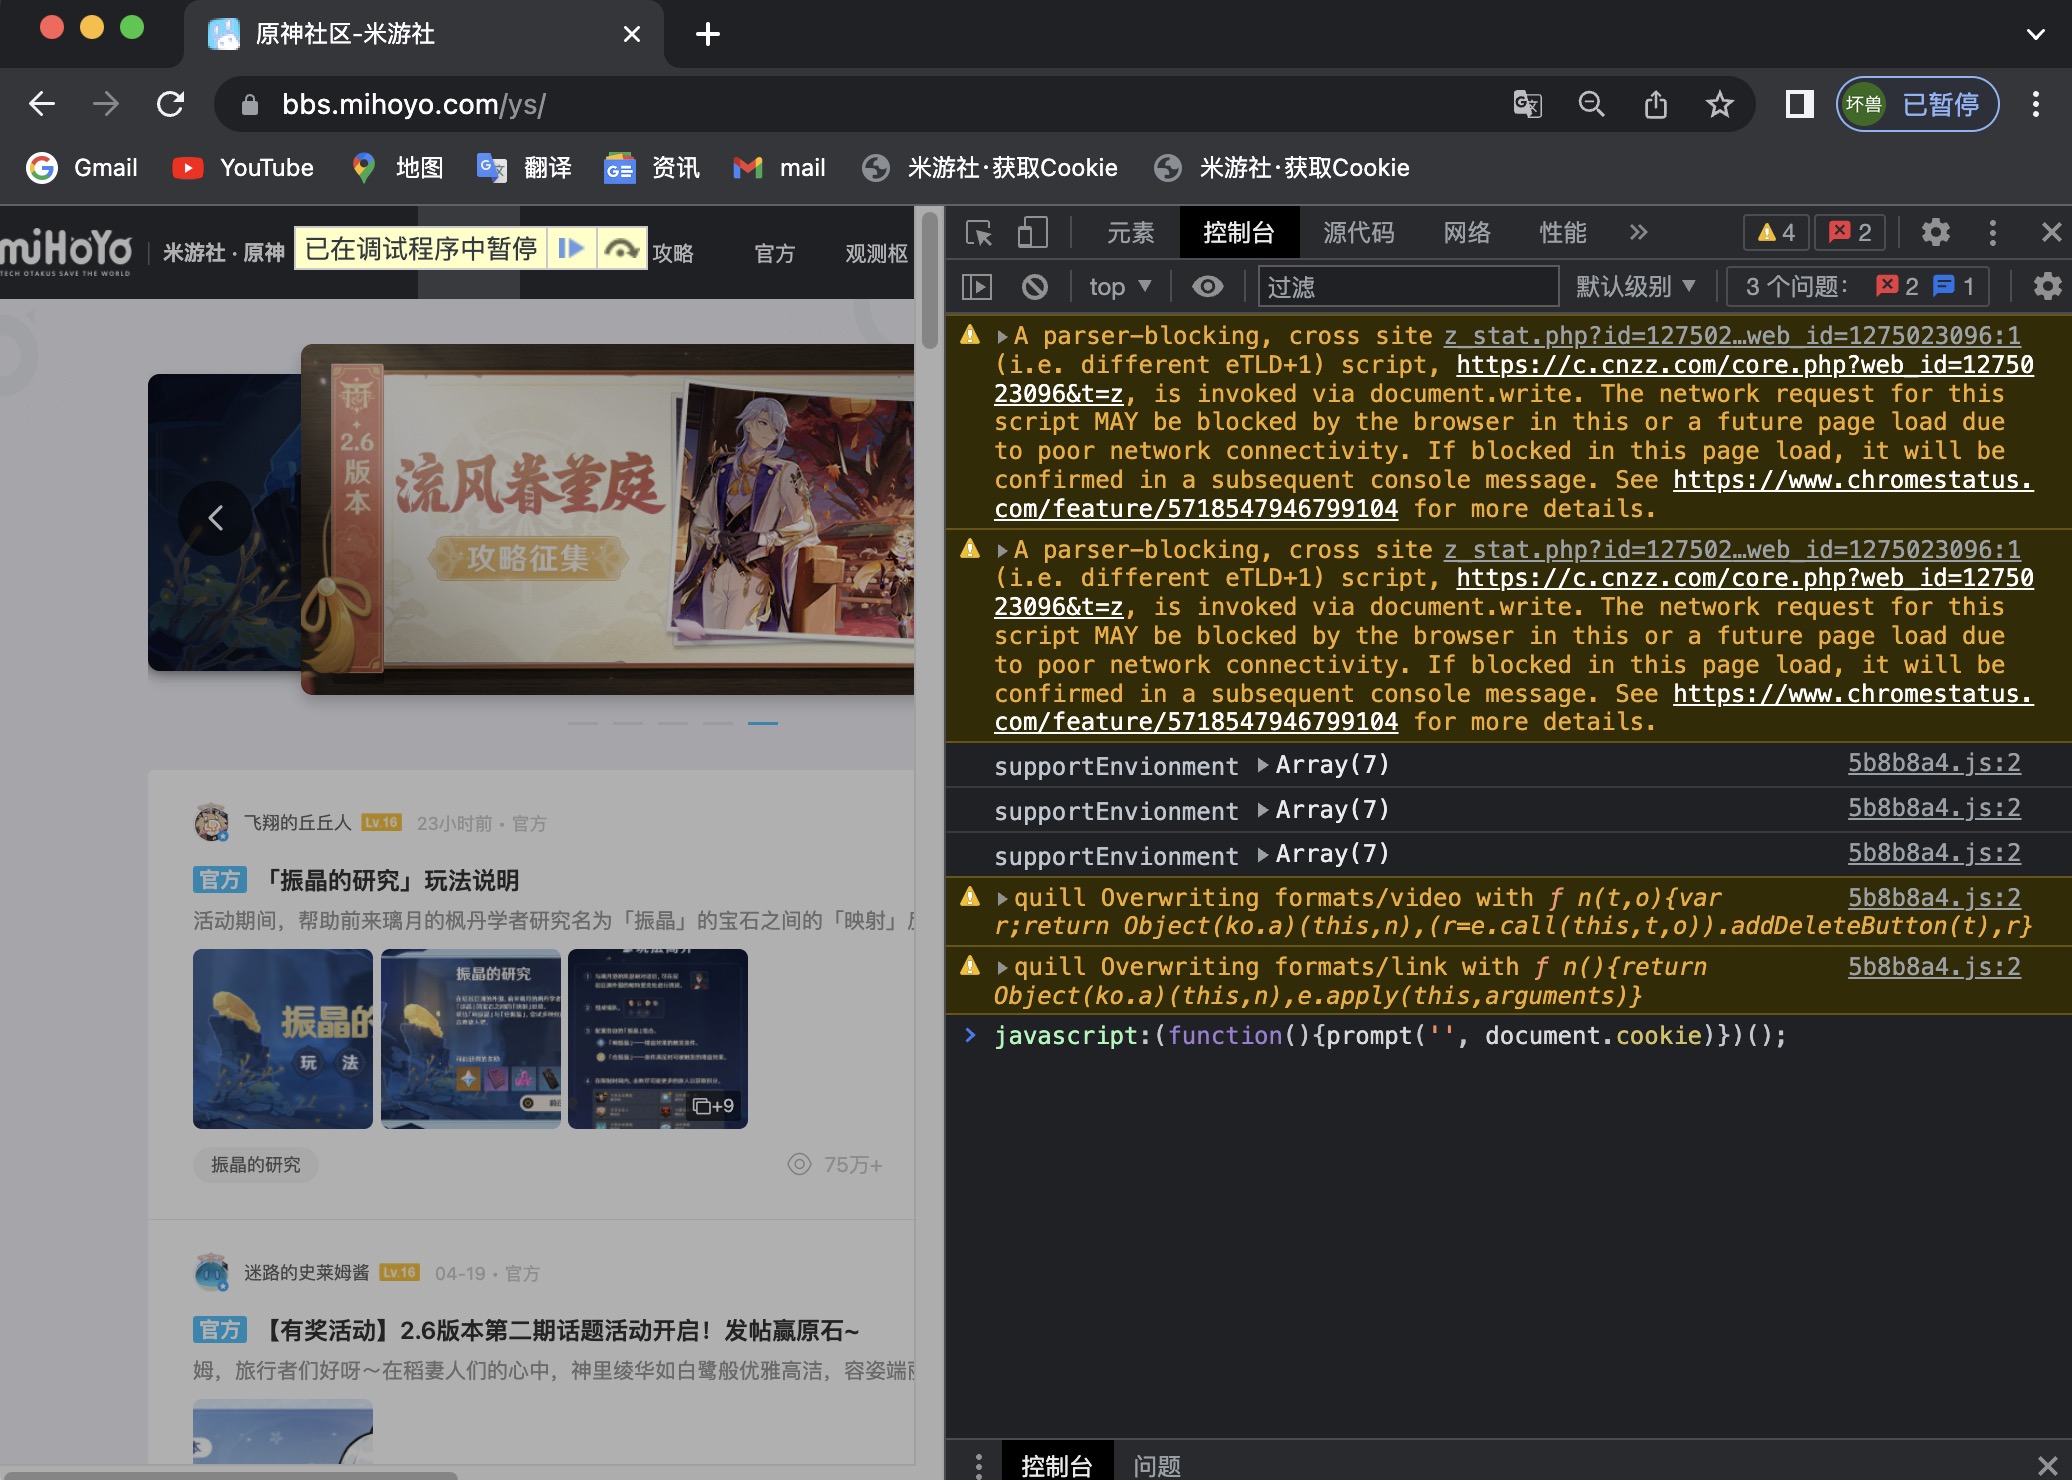 原神社区-米游社
bbs.mihoyo.com/ys/
坏兽 已暂停
Gmail YouTube 地图 翻译 资讯 mail 米游社·获取Cookie 米游社·获取Cookie
miHoYo
TECH OTAKUS SAVE THE WORLD
米游社·原神
已在调试程序中暂停
攻略 官方 观测枢
2.6
版
本
流风眷堇庭
攻略征集
飞翔的丘丘人 Lv.16 23小时前·官方
官方 「振晶的研究」玩法说明
活动期间，帮助前来璃月的枫丹学者研究名为「振晶」的宝石之间的「映射」
振晶的
玩 法
振晶的研究
+9
振晶的研究
75万+
迷路的史莱姆酱 Lv.16 04-19·官方
官方 【有奖活动】2.6版本第二期话题活动开启！发帖赢原石~
姆，旅行者们好呀～在稻妻人们的心中，神里绫华如白鹭般优雅高洁，容姿端
元素 控制台 源代码 网络 性能 » 4 2
top 过滤 默认级别 3 个问题： 2 1
A parser-blocking, cross site z_stat.php?id=127502…web_id=1275023096:1
(i.e. different eTLD+1) script, https://c.cnzz.com/core.php?web_id=12750
23096&t=z, is invoked via document.write. The network request for this
script MAY be blocked by the browser in this or a future page load due
to poor network connectivity. If blocked in this page load, it will be
confirmed in a subsequent console message. See https://www.chromestatus.
com/feature/5718547946799104 for more details.
A parser-blocking, cross site z_stat.php?id=127502…web_id=1275023096:1
(i.e. different eTLD+1) script, https://c.cnzz.com/core.php?web_id=12750
23096&t=z, is invoked via document.write. The network request for this
script MAY be blocked by the browser in this or a future page load due
to poor network connectivity. If blocked in this page load, it will be
confirmed in a subsequent console message. See https://www.chromestatus.
com/feature/5718547946799104 for more details.
supportEnvionment Array(7) 5b8b8a4.js:2
supportEnvionment Array(7) 5b8b8a4.js:2
supportEnvionment Array(7) 5b8b8a4.js:2
quill Overwriting formats/video with ƒ n(t,o){var 5b8b8a4.js:2
r;return Object(ko.a)(this,n),(r=e.call(this,t,o)).addDeleteButton(t),r}
quill Overwriting formats/link with ƒ n(){return 5b8b8a4.js:2
Object(ko.a)(this,n),e.apply(this,arguments)}
> javascript:(function(){prompt('', document.cookie)})();
控制台 问题